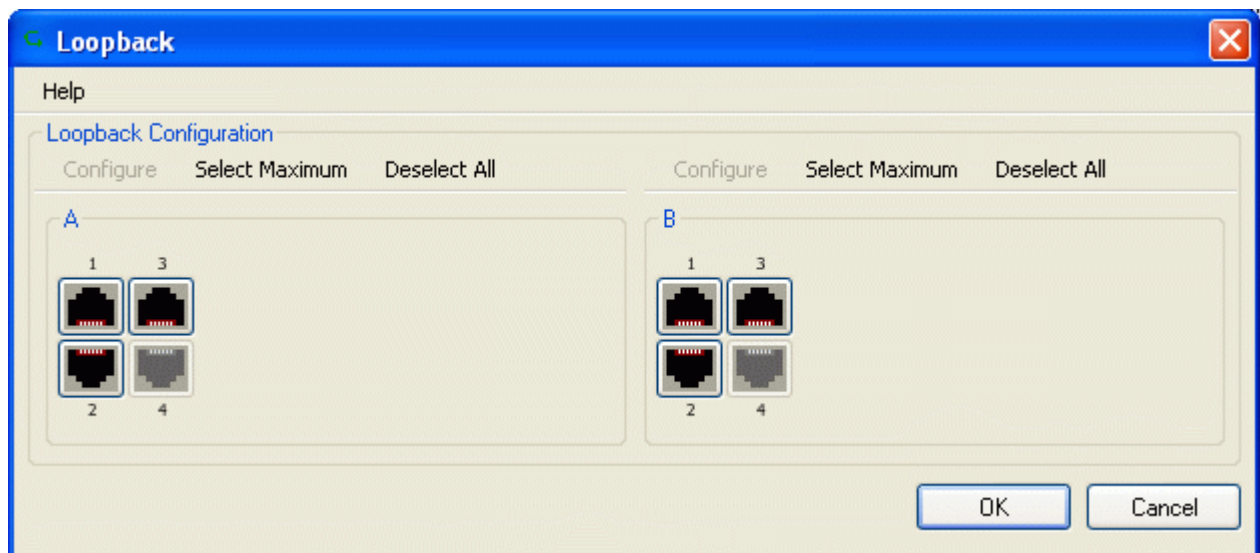 Loopback
Help
Loopback Configuration
Configure Select Maximum Deselect All
Configure Select Maximum Deselect All
A
1 3
2 4
B
1 3
2 4
OK Cancel